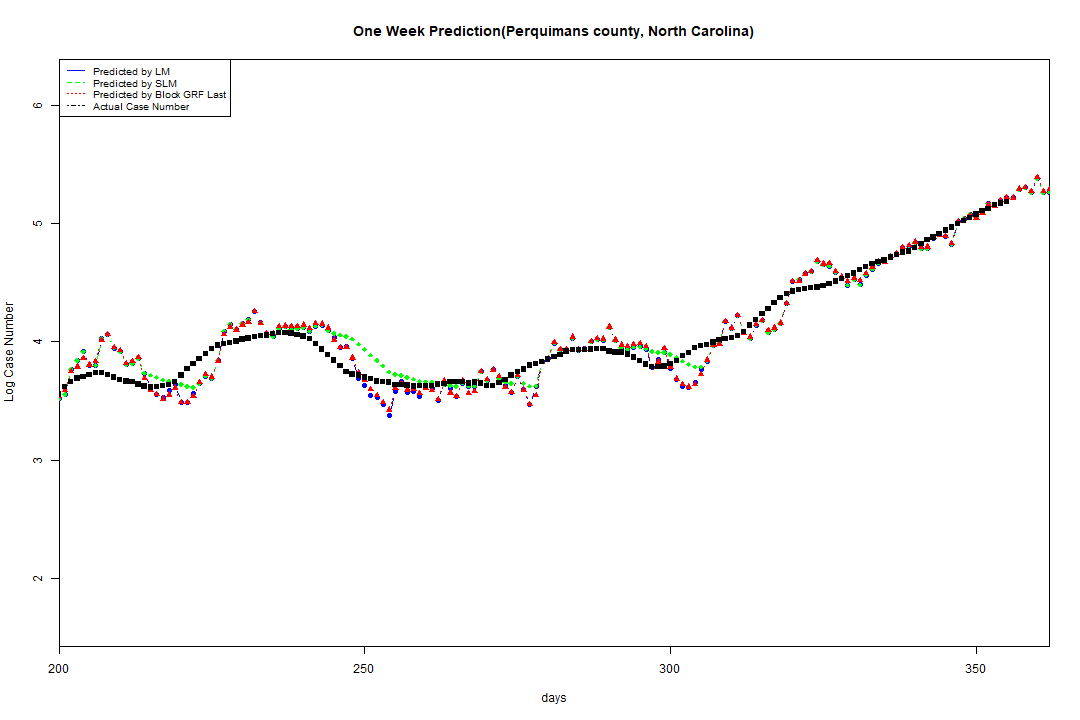 One Week Prediction(Perquimans county, North Carolina)
Predicted by LM
Predicted by SLM
Predicted by Block GRF Last
Actual Case Number
6
5
4
3
2
Log Case Number
200
250
300
350
days